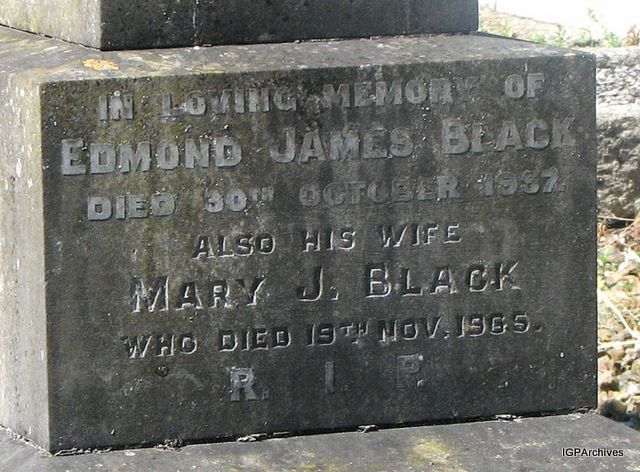 IN LOVING MEMORY OF
EDMOND JAMES BLACK
DIED 30TH OCTOBER 1937.
ALSO HIS WIFE
MARY J. BLACK
WHO DIED 19TH NOV. 1965.
R. I. P.
IGPArchives